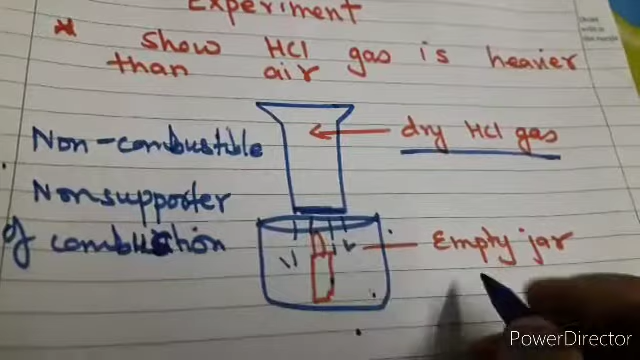 Experiment
* Show HCl gas is heavier
than air
Non-combustible
dry HCl gas
Nonsupporter
of combustion
Empty jar
PowerDirector